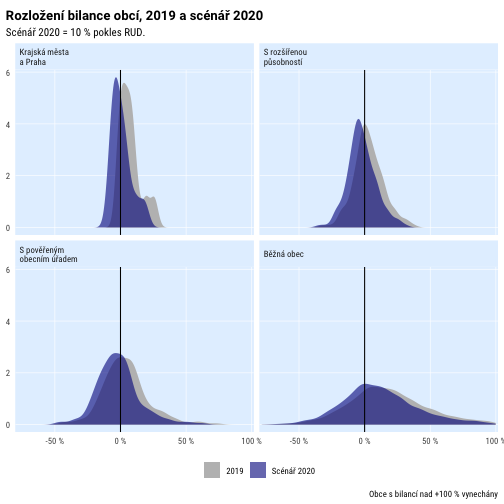 Rozložení bilance obcí, 2019 a scénář 2020
Scénář 2020 = 10 % pokles RUD.
Krajská města
a Praha
S rozšířenou
působností
6
4
2
0
S pověřeným
obecním úřadem
Běžná obec
6
4
2
0
-50 % 0 % 50 % 100 % -50 % 0 % 50 % 100 %
2019 Scénář 2020
Obce s bilancí nad +100 % vynechány